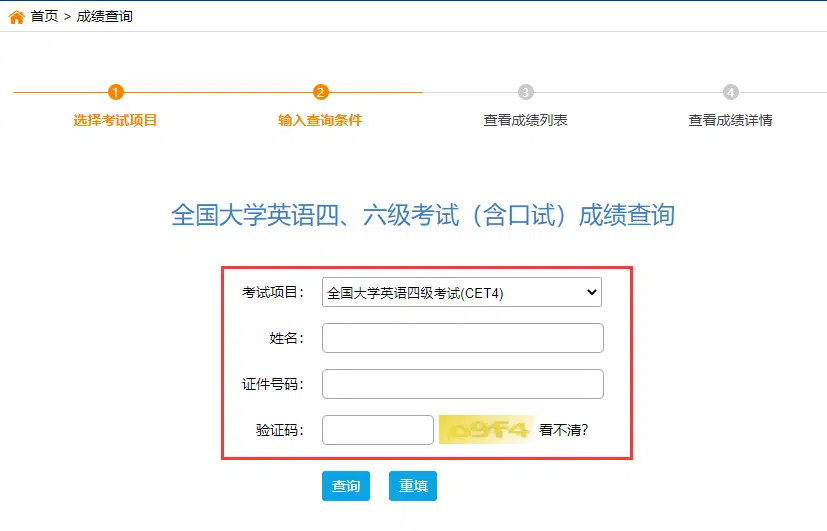 首页 > 成绩查询
1 2 3 4
选择考试项目 输入查询条件 查看成绩列表 查看成绩详情
全国大学英语四、六级考试（含口试）成绩查询
考试项目： 全国大学英语四级考试(CET4)
姓名：
证件号码：
验证码： 看不清?
查询 重填